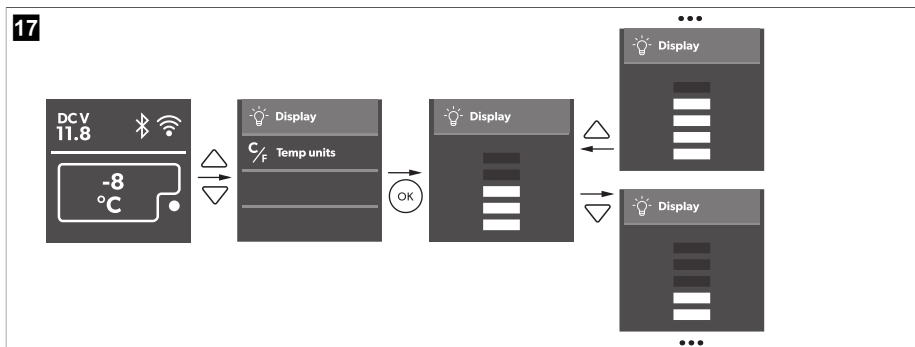 17
DC V
11.8
-8
°C
Display
C/F Temp units
OK
Display
•••
Display
Display
•••